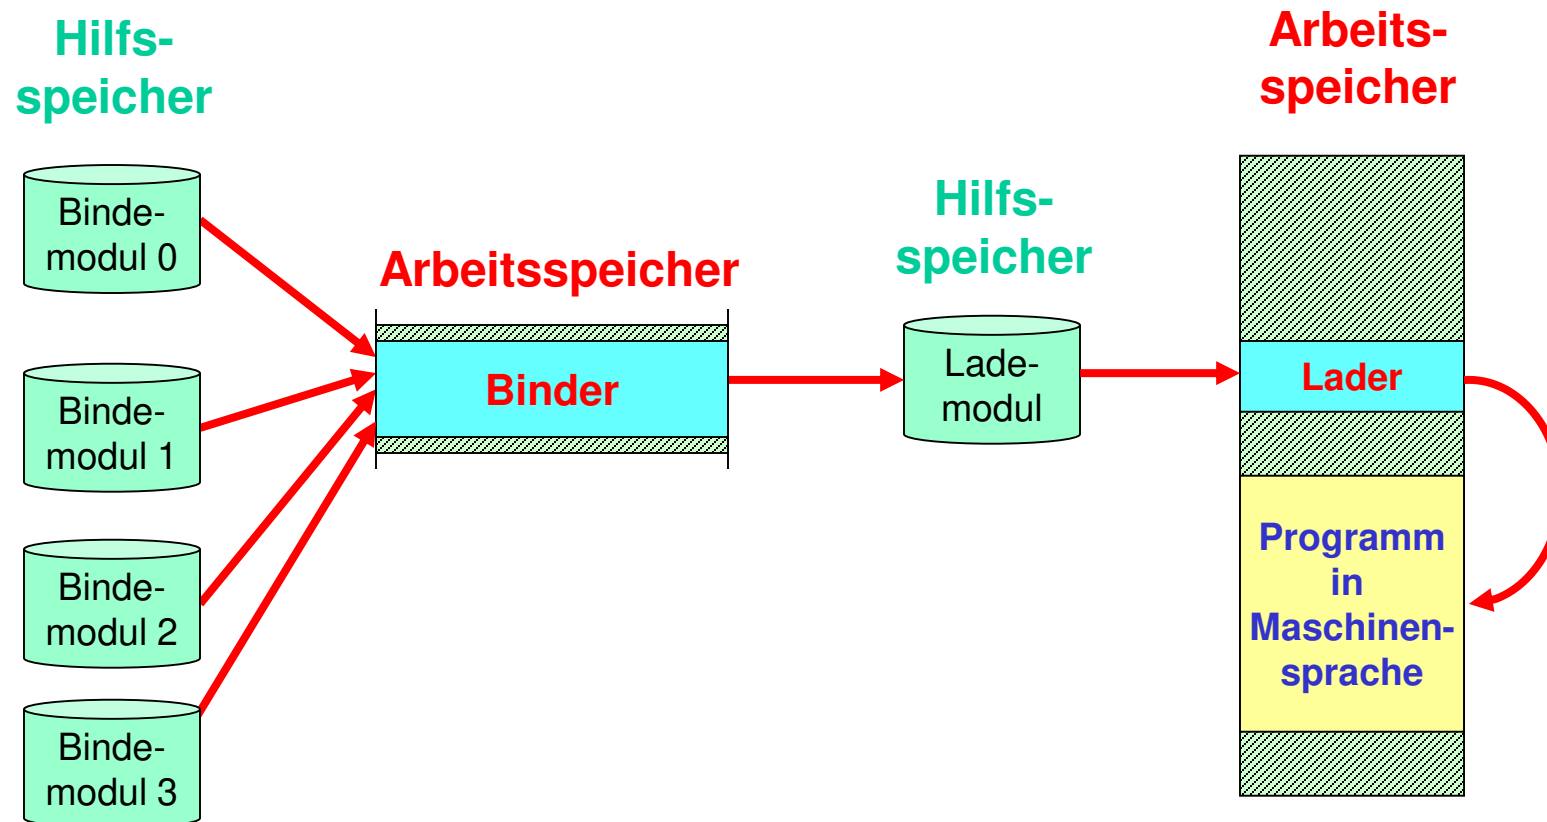 Hilfs-
speicher
Binde-
modul 0
Binde-
modul 1
Binde-
modul 2
Binde-
modul 3
Arbeitsspeicher
Binder
Hilfs-
speicher
Lade-
modul
Arbeits-
speicher
Lader
Programm
in
Maschinen-
sprache